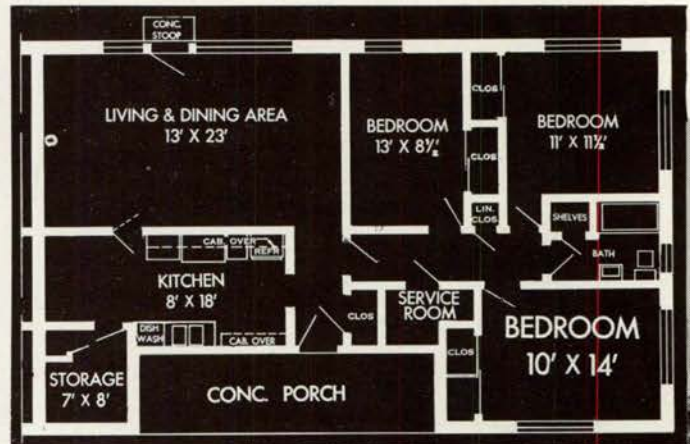 CONC.
STOOP
LIVING & DINING AREA
13' X 23'
BEDROOM
13' X 8½'
CLOS.
CLOS.
BEDROOM
11' X 11½'
LIN.
CLOS.
SHELVES
BATH
CAB. OVER
REFR
KITCHEN
8' X 18'
DISH
WASH
CAB. OVER
CLOS
SERVICE
ROOM
CLOS
BEDROOM
10' X 14'
STORAGE
7' X 8'
CONC. PORCH